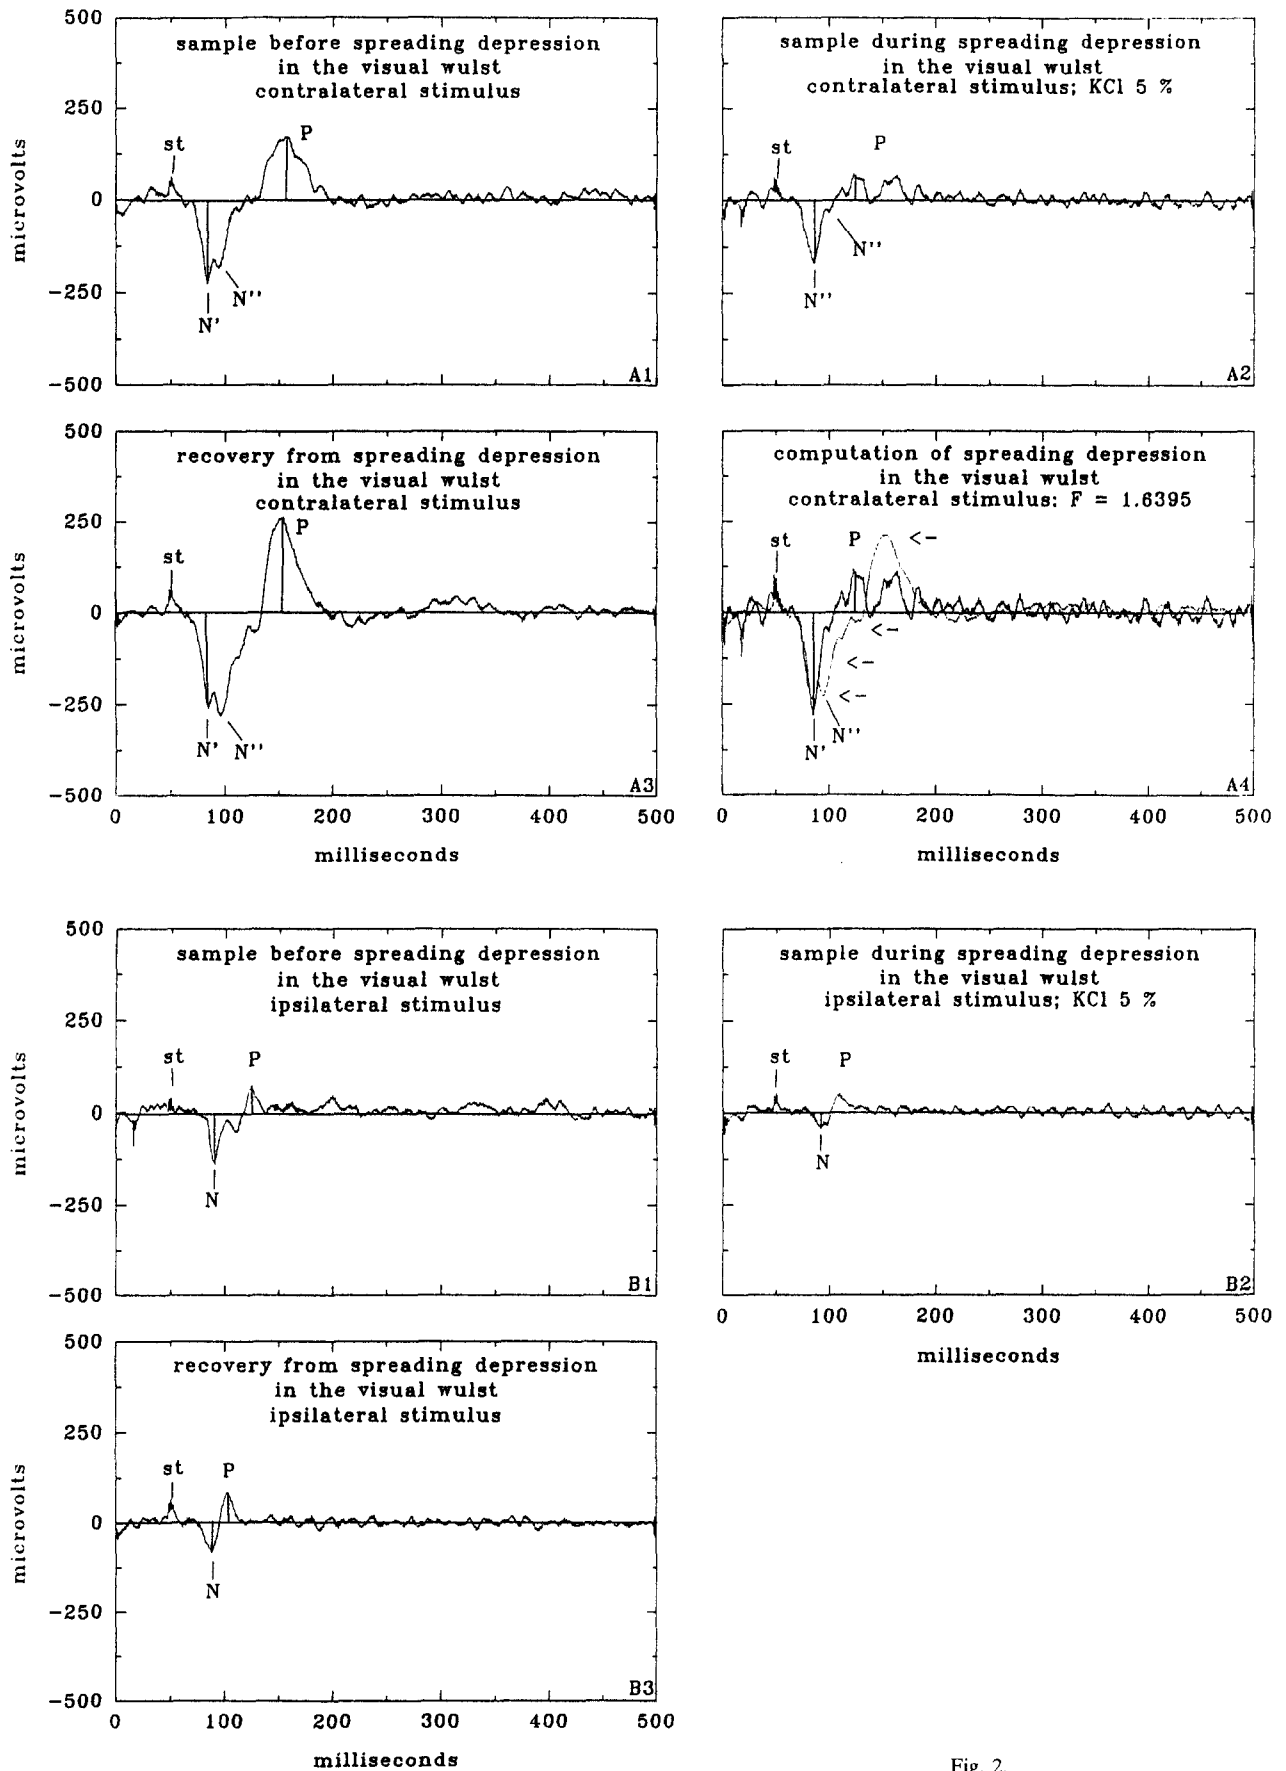 500
250
0
-250
-500
microvolts
sample before spreading depression
in the visual wulst
contralateral stimulus
st
P
N''
N'
A1
sample during spreading depression
in the visual wulst
contralateral stimulus; KCl 5 %
st
P
N''
N''
A2
500
250
0
-250
-500
microvolts
recovery from spreading depression
in the visual wulst
contralateral stimulus
st
P
N' N''
A3
0 100 200 300 400 500
milliseconds
computation of spreading depression
in the visual wulst
contralateral stimulus: F = 1.6395
st
P <-
<-
<-
<-
N''
N'
A4
0 100 200 300 400 500
milliseconds
500
250
0
-250
-500
microvolts
sample before spreading depression
in the visual wulst
ipsilateral stimulus
st
P
N
B1
sample during spreading depression
in the visual wulst
ipsilateral stimulus; KCl 5 %
st
P
N
B2
0 100 200 300 400 500
milliseconds
500
250
0
-250
-500
microvolts
recovery from spreading depression
in the visual wulst
ipsilateral stimulus
st
P
N
B3
0 100 200 300 400 500
milliseconds
Fig. 2.